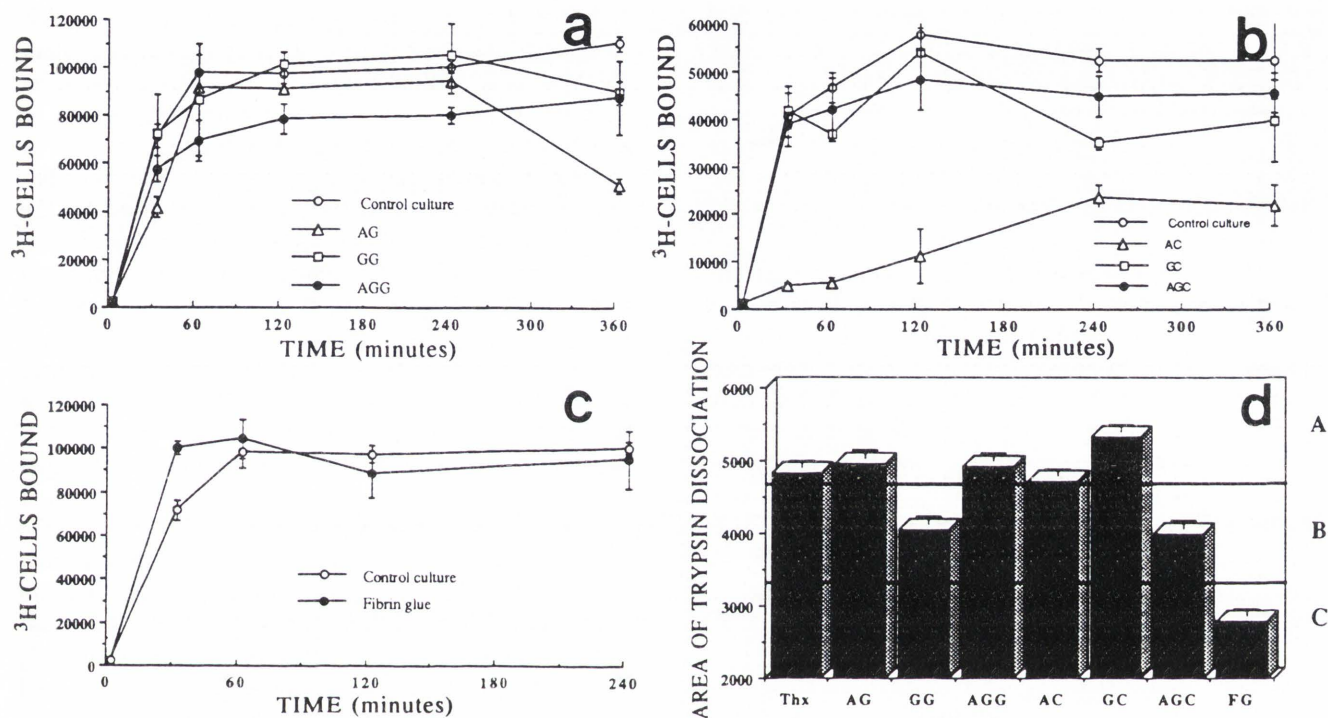 a
120000
100000
80000
60000
40000
20000
0
³H-CELLS BOUND
Control culture
AG
GG
AGG
0 60 120 180 240 300 360
TIME (minutes)
b
60000
50000
40000
30000
20000
10000
0
³H-CELLS BOUND
Control culture
AC
GC
AGC
0 60 120 180 240 300 360
TIME (minutes)
c
120000
100000
80000
60000
40000
20000
0
³H-CELLS BOUND
Control culture
Fibrin glue
0 60 120 180 240
TIME (minutes)
d
AREA OF TRYPSIN DISSOCIATION
6000
5000
4000
3000
2000
A
B
C
Thx AG GG AGG AC GC AGC FG